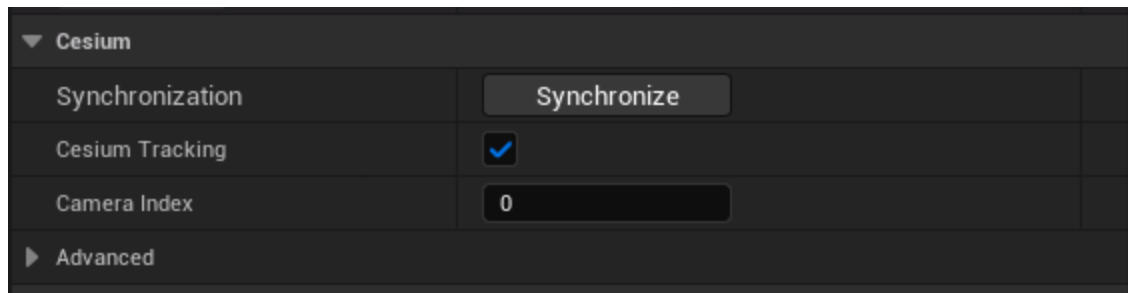 Cesium
Synchronization Synchronize
Cesium Tracking
Camera Index 0
Advanced